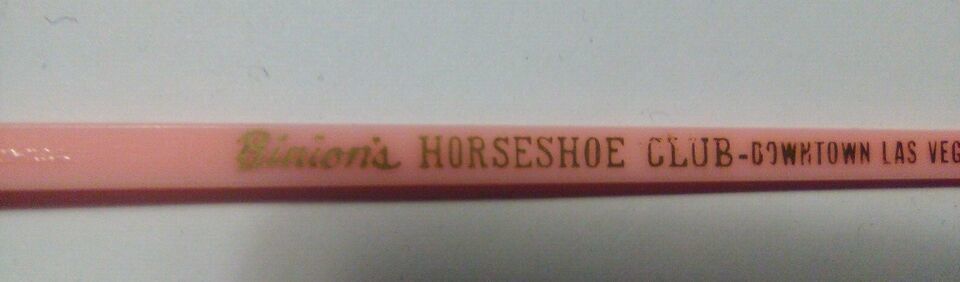 Binion's HORSESHOE CLUB-DOWNTOWN LAS VEG